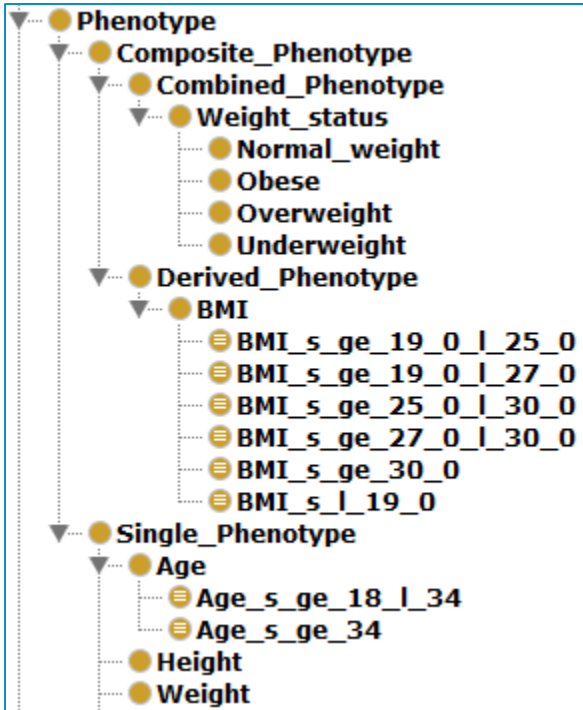 Phenotype
Composite_Phenotype
Combined_Phenotype
Weight_status
Normal_weight
Obese
Overweight
Underweight
Derived_Phenotype
BMI
BMI_s_ge_19_0_l_25_0
BMI_s_ge_19_0_l_27_0
BMI_s_ge_25_0_l_30_0
BMI_s_ge_27_0_l_30_0
BMI_s_ge_30_0
BMI_s_l_19_0
Single_Phenotype
Age
Age_s_ge_18_l_34
Age_s_ge_34
Height
Weight